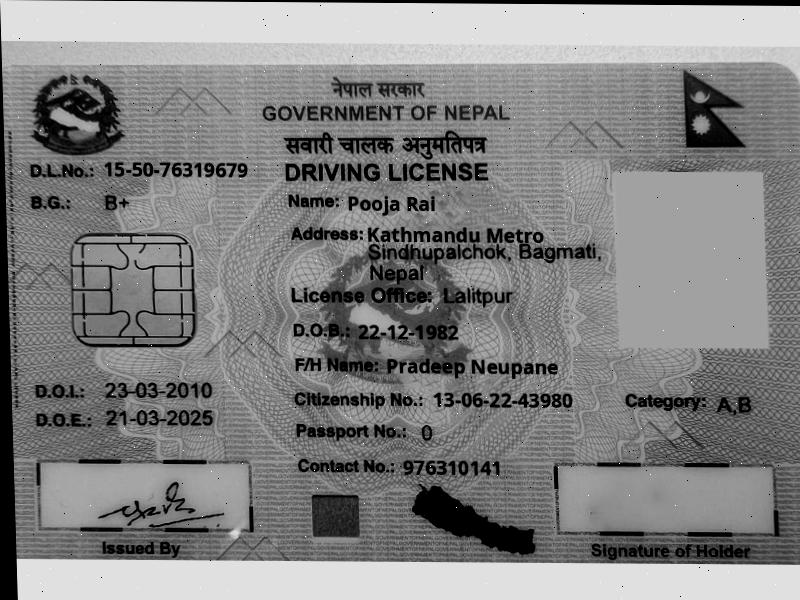 नेपाल सरकार
GOVERNMENT OF NEPAL
सवारी चालक अनुमतिपत्र
DRIVING LICENSE
D.L.No.: 15-50-76319679
B.G.: B+
Name: Pooja Rai
Address: Kathmandu Metro
Sindhupalchok, Bagmati,
Nepal
License Office: Lalitpur
D.O.B.: 22-12-1982
F/H Name: Pradeep Neupane
D.O.I.: 23-03-2010
Citizenship No.: 13-06-22-43980
Category: A,B
D.O.E.: 21-03-2025
Passport No.: 0
Contact No.: 976310141
Issued By
Signature of Holder